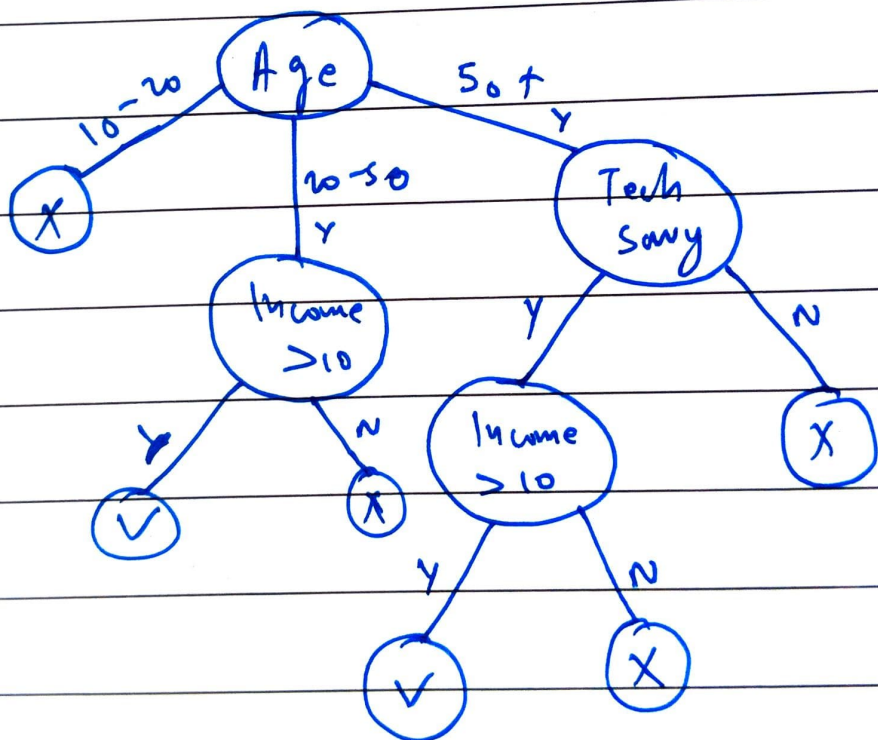 Age
10-20
50+
Y
20-50
Y
X
Tech
Savy
Income
>10
Y
N
Y
N
V
X
Income
>10
X
Y
N
V
X